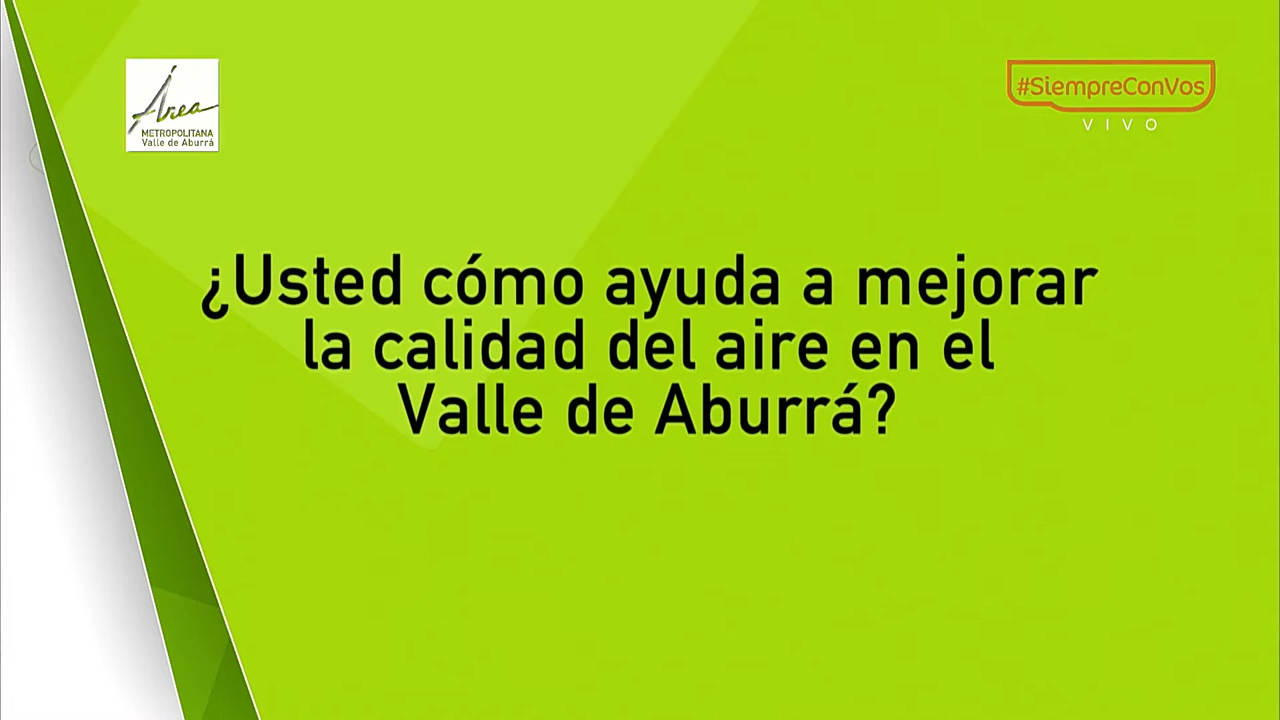 Área
METROPOLITANA
Valle de Aburrá
#SiempreConVos
VIVO
¿Usted cómo ayuda a mejorar
la calidad del aire en el
Valle de Aburrá?